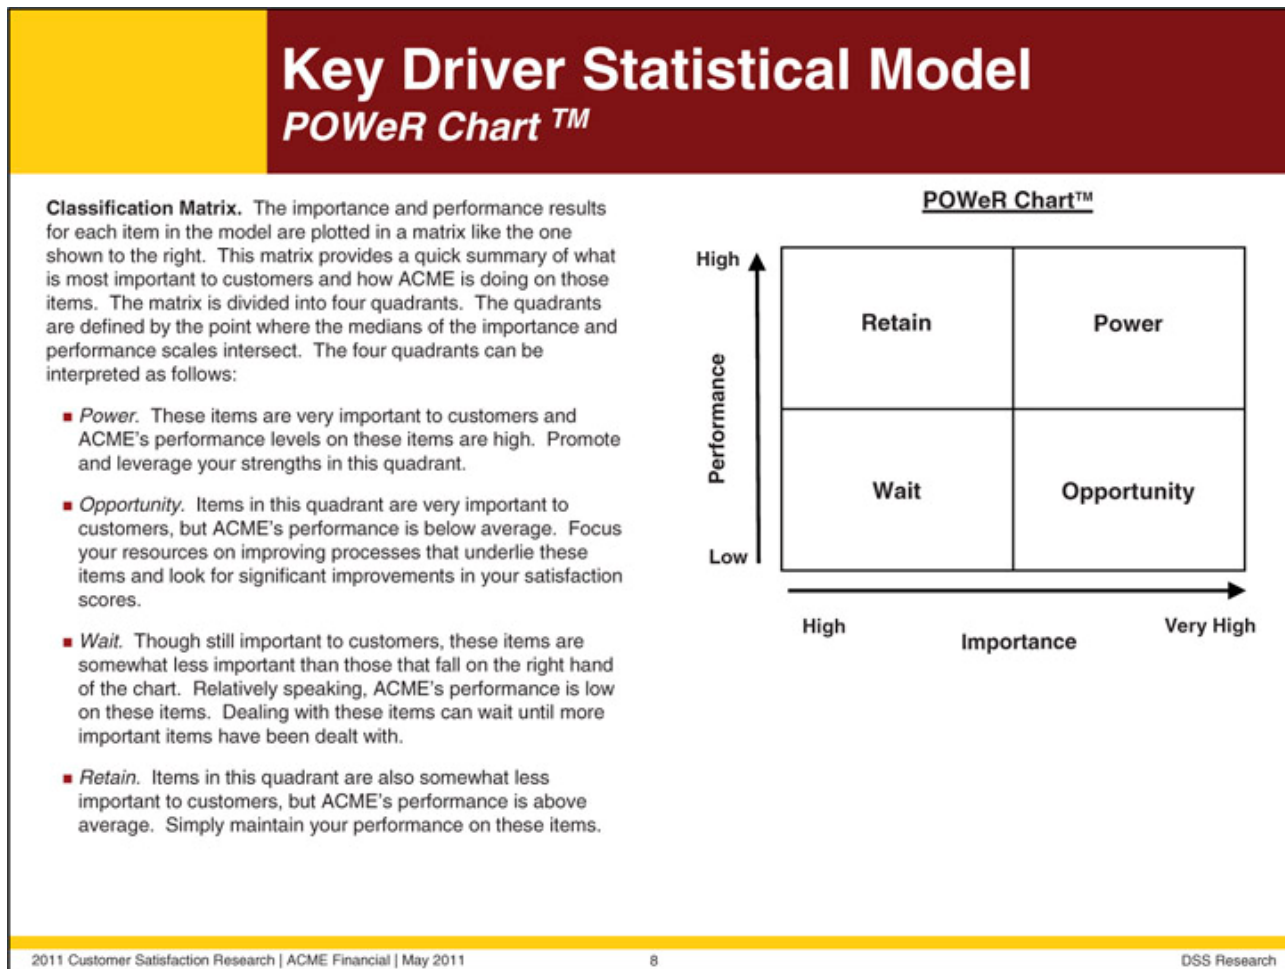 Key Driver Statistical Model
POWeR Chart ™
Classification Matrix. The importance and performance results
for each item in the model are plotted in a matrix like the one
shown to the right. This matrix provides a quick summary of what
is most important to customers and how ACME is doing on those
items. The matrix is divided into four quadrants. The quadrants
are defined by the point where the medians of the importance and
performance scales intersect. The four quadrants can be
interpreted as follows:
■ Power. These items are very important to customers and
ACME's performance levels on these items are high. Promote
and leverage your strengths in this quadrant.
■ Opportunity. Items in this quadrant are very important to
customers, but ACME's performance is below average. Focus
your resources on improving processes that underlie these
items and look for significant improvements in your satisfaction
scores.
■ Wait. Though still important to customers, these items are
somewhat less important than those that fall on the right hand
of the chart. Relatively speaking, ACME's performance is low
on these items. Dealing with these items can wait until more
important items have been dealt with.
■ Retain. Items in this quadrant are also somewhat less
important to customers, but ACME's performance is above
average. Simply maintain your performance on these items.
POWeR Chart™
High
Retain Power
Performance
Wait Opportunity
Low
High Very High
Importance
2011 Customer Satisfaction Research | ACME Financial | May 2011 8 DSS Research